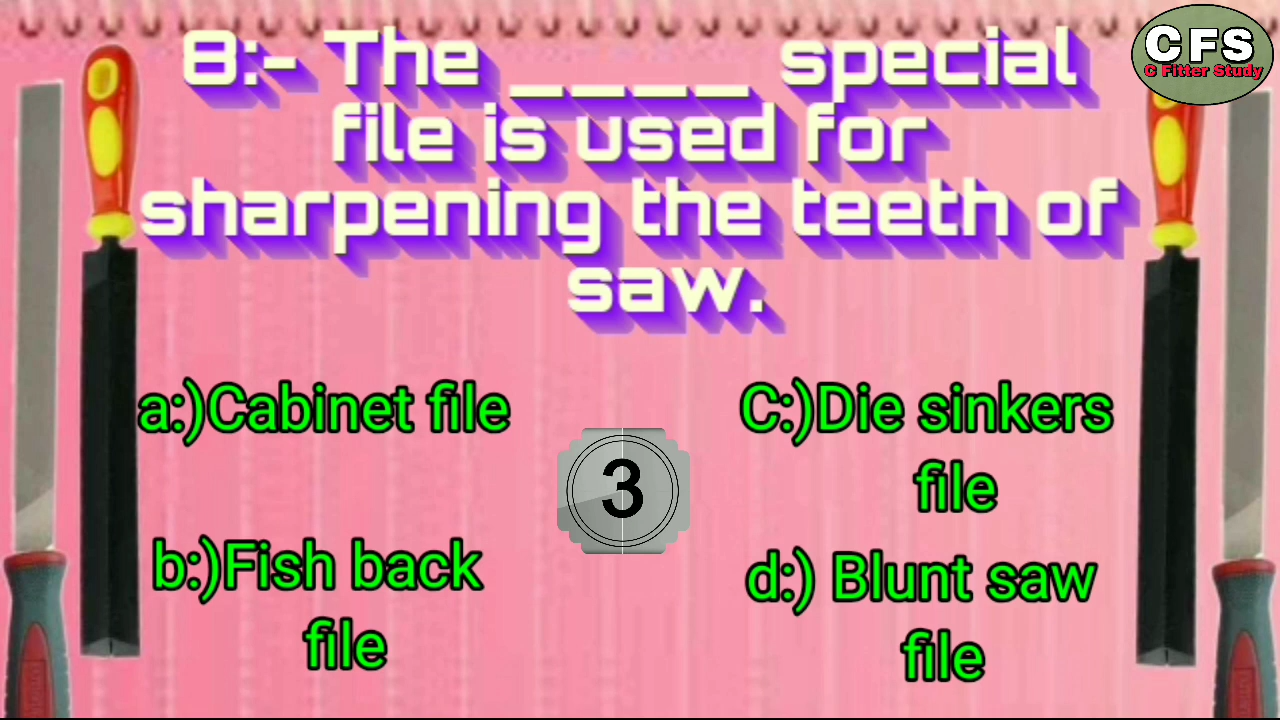 8:- The ____ special
file is used for
sharpening the teeth of
saw.
a:)Cabinet file
b:)Fish back
file
C:)Die sinkers
file
d:) Blunt saw
file
3
CFS
C Fitter Study